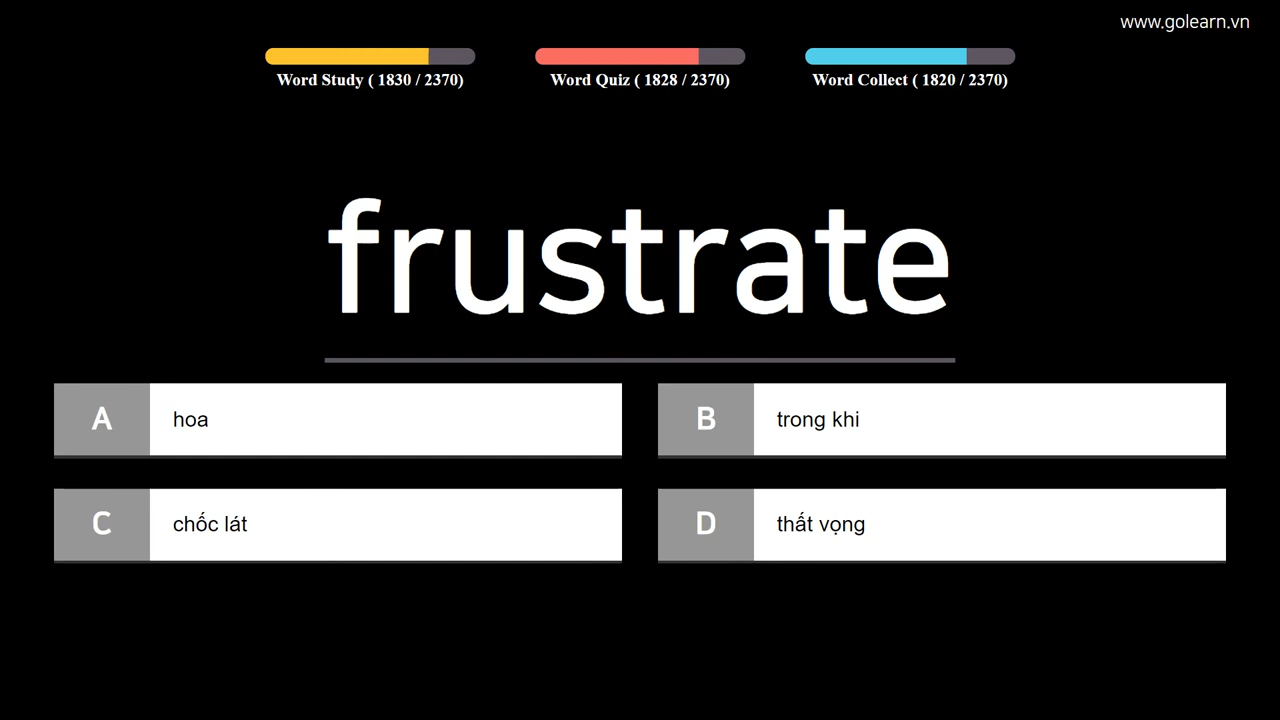 www.golearn.vn
Word Study ( 1830 / 2370)
Word Quiz ( 1828 / 2370)
Word Collect ( 1820 / 2370)
frustrate
A hoa
B trong khi
C chốc lát
D thất vọng